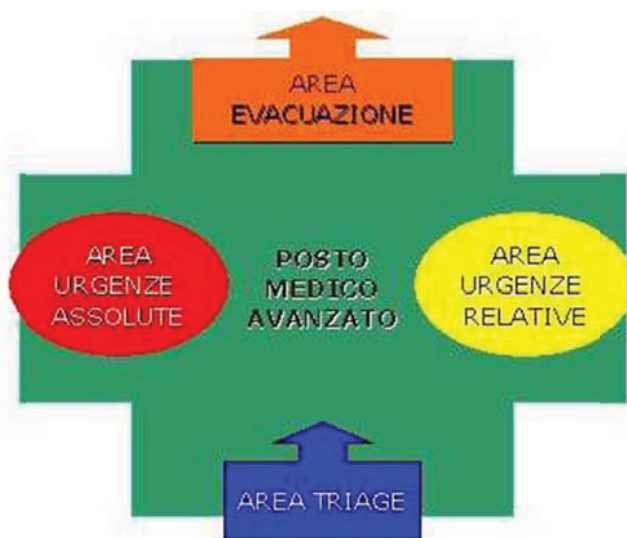 AREA
EVACUAZIONE
AREA
URGENZE
ASSOLUTE
POSTO
MEDICO
AVANZATO
AREA
URGENZE
RELATIVE
AREA TRIAGE